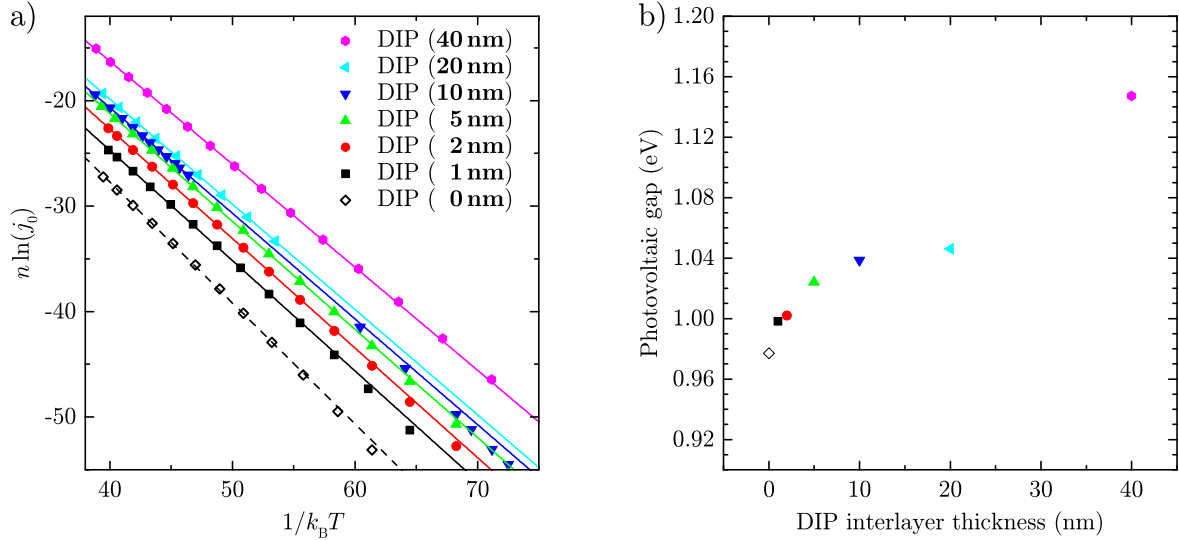 a)
n ln(j₀)
-20
-30
-40
-50
40 50 60 70
1/k_B T
DIP (40 nm)
DIP (20 nm)
DIP (10 nm)
DIP ( 5 nm)
DIP ( 2 nm)
DIP ( 1 nm)
DIP ( 0 nm)
b)
Photovoltaic gap (eV)
1.20
1.16
1.12
1.08
1.04
1.00
0.96
0.92
0 10 20 30 40
DIP interlayer thickness (nm)